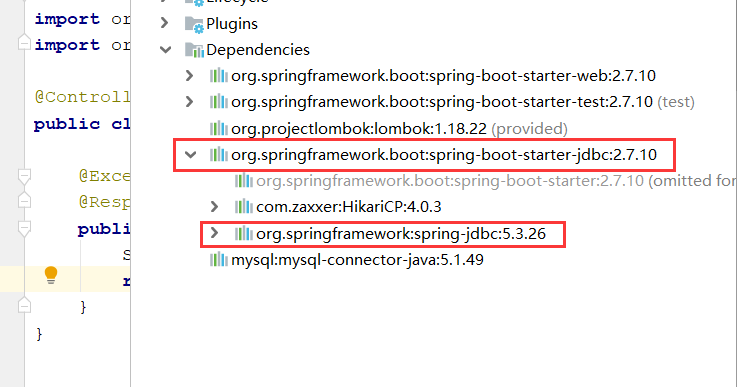 import or
import or
@Controll
public cl
@Exce
@Resp
publi
S
r
}
}
Lifecycle
Plugins
Dependencies
org.springframework.boot:spring-boot-starter-web:2.7.10
org.springframework.boot:spring-boot-starter-test:2.7.10 (test)
org.projectlombok:lombok:1.18.22 (provided)
org.springframework.boot:spring-boot-starter-jdbc:2.7.10
org.springframework.boot:spring-boot-starter:2.7.10 (omitted for
com.zaxxer:HikariCP:4.0.3
org.springframework:spring-jdbc:5.3.26
mysql:mysql-connector-java:5.1.49